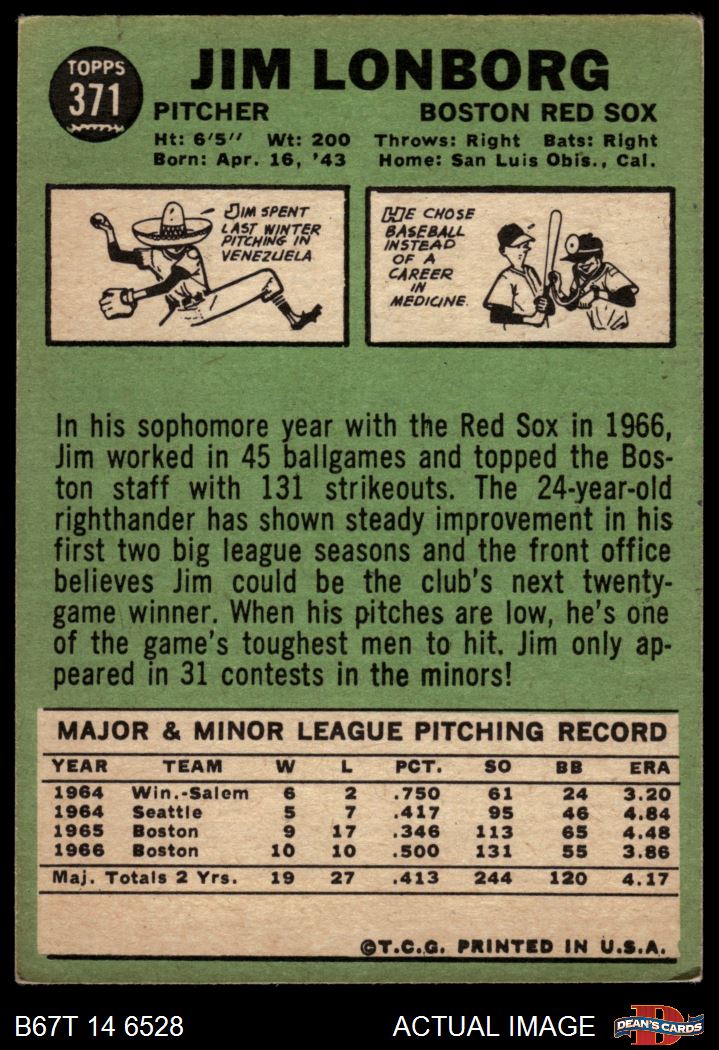 TOPPS
371
JIM LONBORG
PITCHER BOSTON RED SOX
Ht: 6'5" Wt: 200 Throws: Right Bats: Right
Born: Apr. 16, '43 Home: San Luis Obis., Cal.
JIM SPENT
LAST WINTER
PITCHING IN
VENEZUELA
HE CHOSE
BASEBALL
INSTEAD
OF A
CAREER
IN
MEDICINE.
In his sophomore year with the Red Sox in 1966,
Jim worked in 45 ballgames and topped the Bos-
ton staff with 131 strikeouts. The 24-year-old
righthander has shown steady improvement in his
first two big league seasons and the front office
believes Jim could be the club's next twenty-
game winner. When his pitches are low, he's one
of the game's toughest men to hit. Jim only ap-
peared in 31 contests in the minors!
MAJOR & MINOR LEAGUE PITCHING RECORD
YEAR TEAM W L PCT. SO BB ERA
1964 Win.-Salem 6 2 .750 61 24 3.20
1964 Seattle 5 7 .417 95 46 4.84
1965 Boston 9 17 .346 113 65 4.48
1966 Boston 10 10 .500 131 55 3.86
Maj. Totals 2 Yrs. 19 27 .413 244 120 4.17
©T.C.G. PRINTED IN U.S.A.
B67T 14 6528 ACTUAL IMAGE
D
DEAN'S CARDS